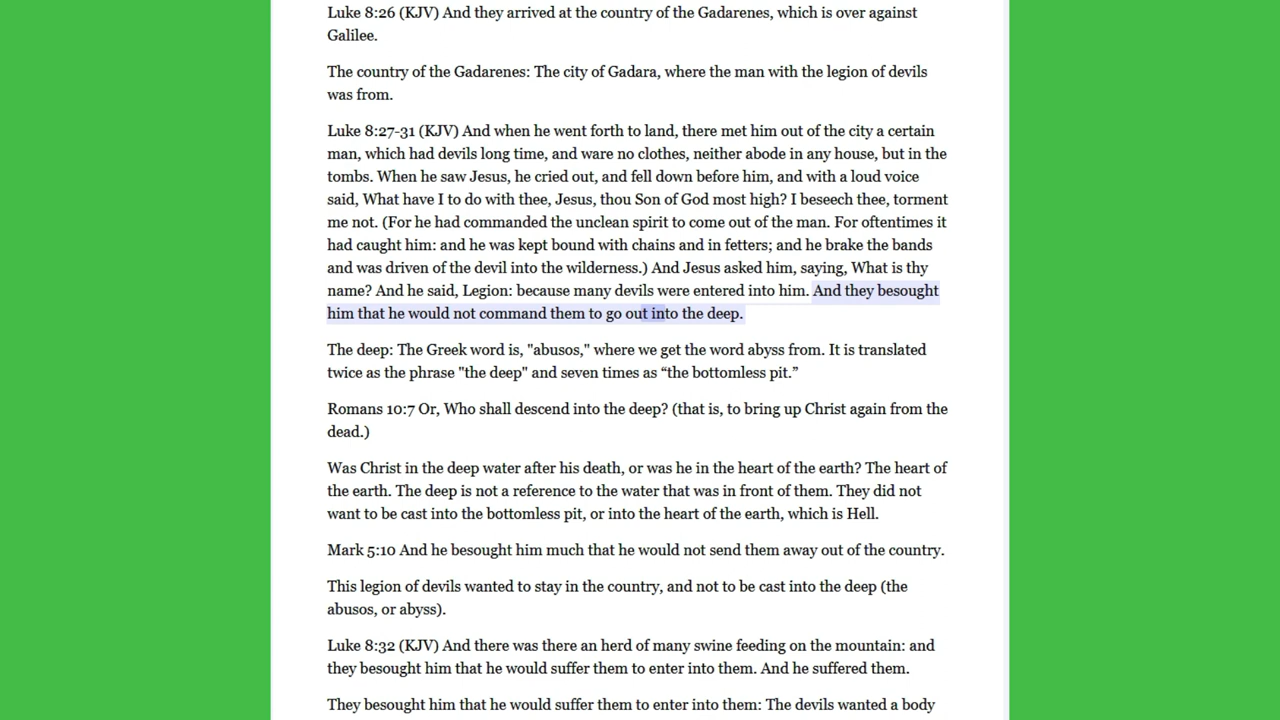 Luke 8:26 (KJV) And they arrived at the country of the Gadarenes, which is over against
Galilee.
The country of the Gadarenes: The city of Gadara, where the man with the legion of devils
was from.
Luke 8:27-31 (KJV) And when he went forth to land, there met him out of the city a certain
man, which had devils long time, and ware no clothes, neither abode in any house, but in the
tombs. When he saw Jesus, he cried out, and fell down before him, and with a loud voice
said, What have I to do with thee, Jesus, thou Son of God most high? I beseech thee, torment
me not. (For he had commanded the unclean spirit to come out of the man. For oftentimes it
had caught him: and he was kept bound with chains and in fetters; and he brake the bands
and was driven of the devil into the wilderness.) And Jesus asked him, saying, What is thy
name? And he said, Legion: because many devils were entered into him. And they besought
him that he would not command them to go out into the deep.
The deep: The Greek word is, "abusos," where we get the word abyss from. It is translated
twice as the phrase "the deep" and seven times as “the bottomless pit.”
Romans 10:7 Or, Who shall descend into the deep? (that is, to bring up Christ again from the
dead.)
Was Christ in the deep water after his death, or was he in the heart of the earth? The heart of
the earth. The deep is not a reference to the water that was in front of them. They did not
want to be cast into the bottomless pit, or into the heart of the earth, which is Hell.
Mark 5:10 And he besought him much that he would not send them away out of the country.
This legion of devils wanted to stay in the country, and not to be cast into the deep (the
abusos, or abyss).
Luke 8:32 (KJV) And there was there an herd of many swine feeding on the mountain: and
they besought him that he would suffer them to enter into them. And he suffered them.
They besought him that he would suffer them to enter into them: The devils wanted a body